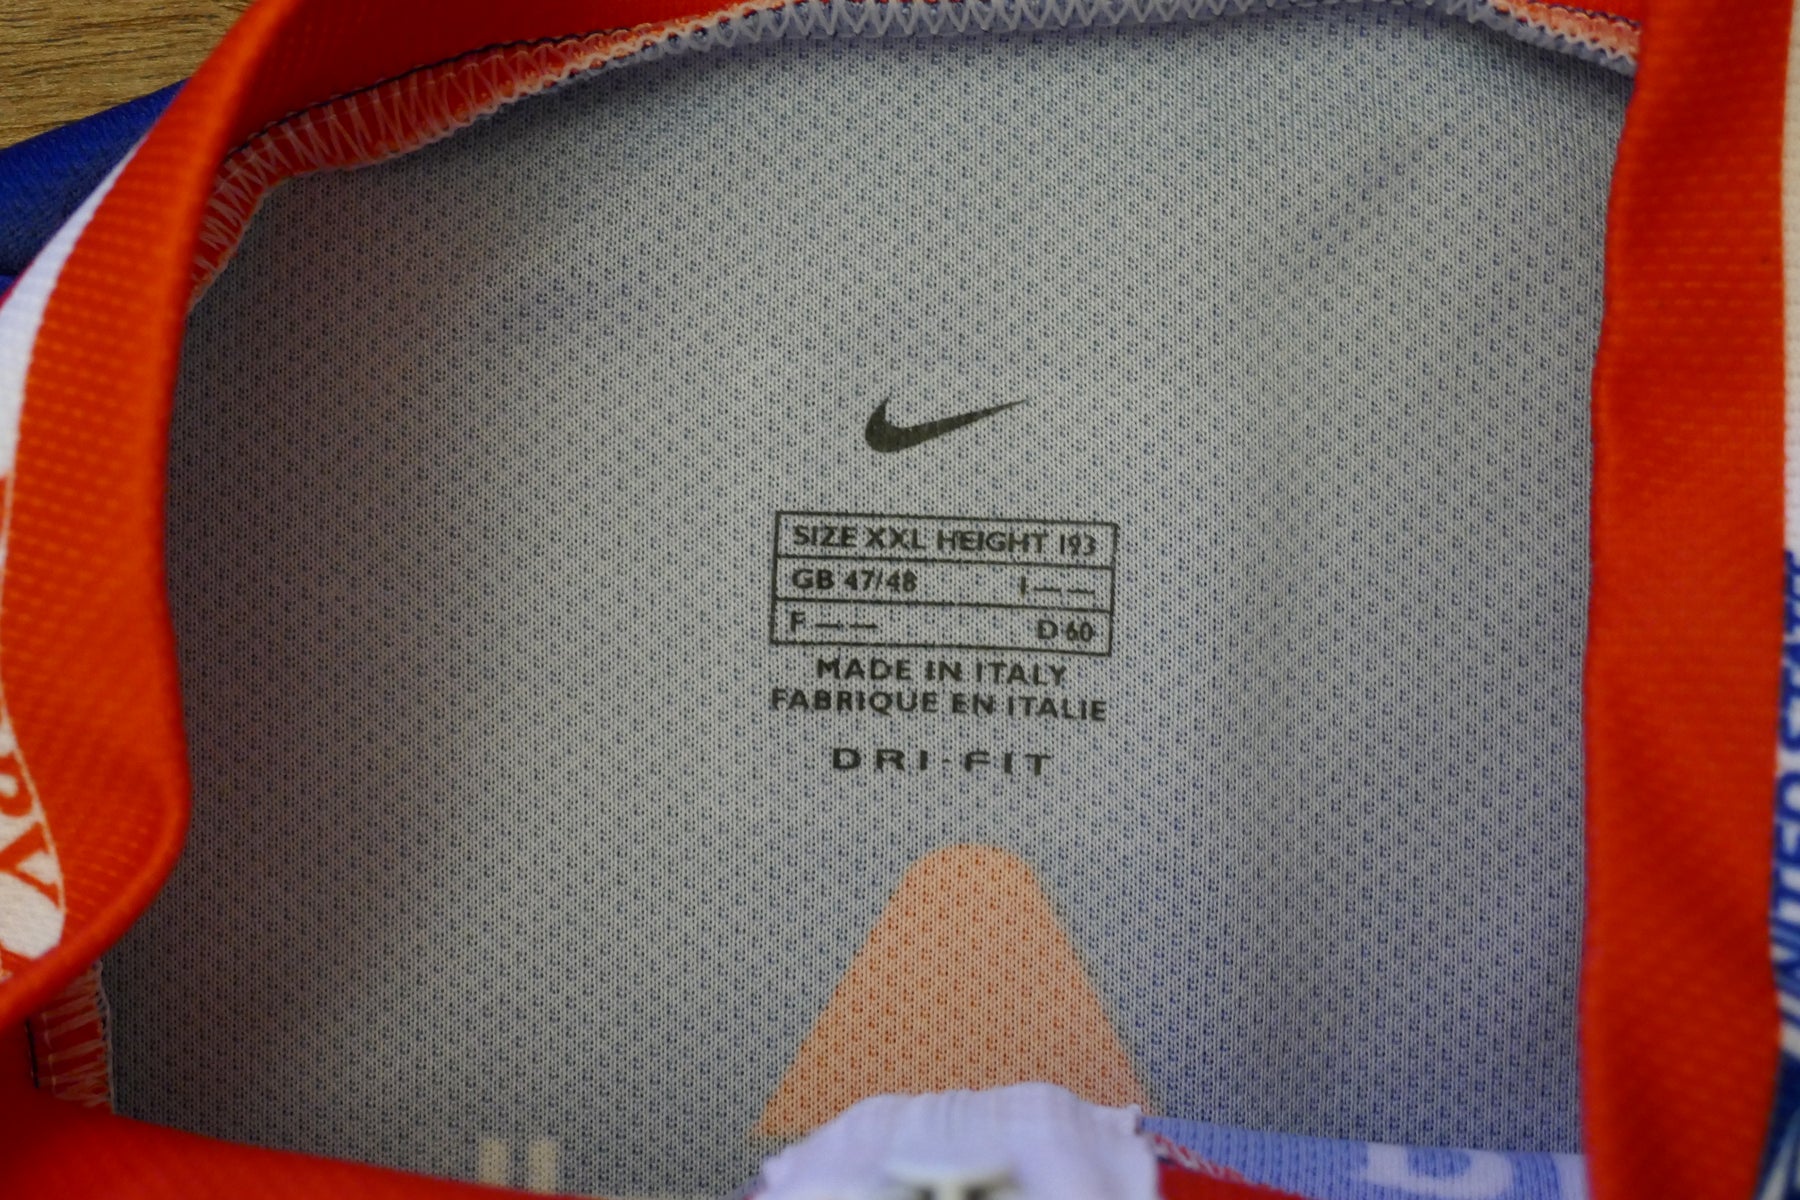 SIZE XXL HEIGHT 193
GB 47/48 I — —
F — — D 60
MADE IN ITALY
FABRIQUE EN ITALIE
DRI-FIT